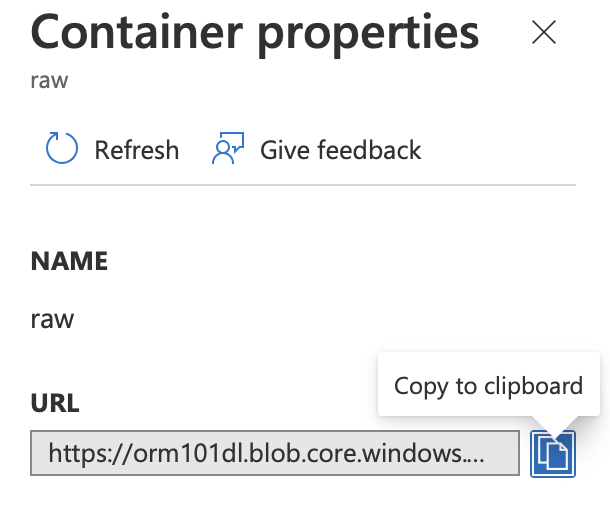 Container properties
raw
Refresh Give feedback
NAME
raw
Copy to clipboard
URL
https://orm101dl.blob.core.windows....